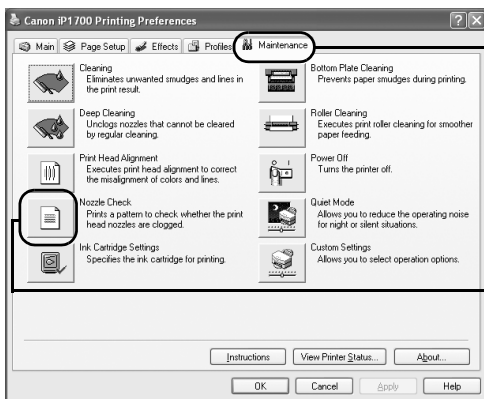 Canon iP1700 Printing Preferences
Main
Page Setup
Effects
Profiles
Maintenance
Cleaning
Eliminates unwanted smudges and lines in
the print result.
Deep Cleaning
Unclogs nozzles that cannot be cleared
by regular cleaning.
Print Head Alignment
Executes print head alignment to correct
the misalignment of colors and lines.
Nozzle Check
Prints a pattern to check whether the print
head nozzles are clogged.
Ink Cartridge Settings
Specifies the ink cartridge for printing.
Bottom Plate Cleaning
Prevents paper smudges during printing.
Roller Cleaning
Executes print roller cleaning for smoother
paper feeding.
Power Off
Turns the printer off.
Quiet Mode
Allows you to reduce the operating noise
for night or silent situations.
Custom Settings
Allows you to select operation options.
Instructions
View Printer Status...
About...
OK
Cancel
Apply
Help